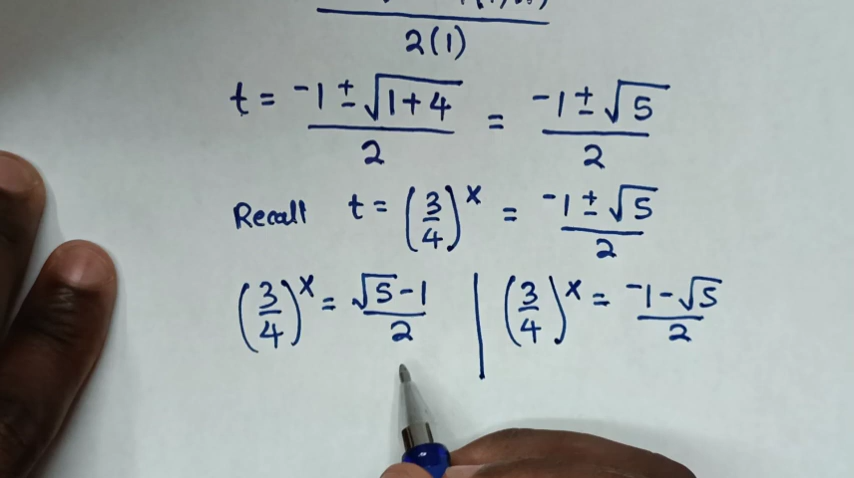 2(1)
t = (-1 ± √(1+4))/2 = (-1 ± √5)/2
Recall t = (3/4)^x = (-1 ± √5)/2
(3/4)^x = (√5 - 1)/2 | (3/4)^x = (-1 - √5)/2